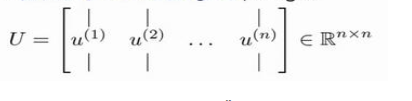 U = [ u^{(1)} u^{(2)} ... u^{(n)} ] ∈ ℝ^{n×n}